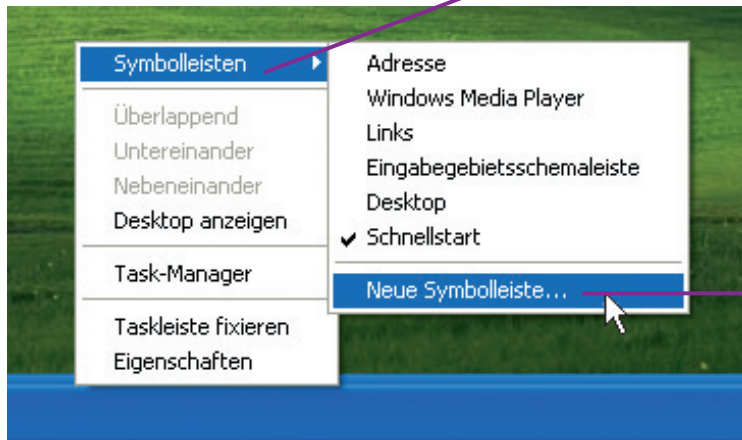 Symbolleisten
Überlappend
Untereinander
Nebeneinander
Desktop anzeigen
Task-Manager
Taskleiste fixieren
Eigenschaften
Adresse
Windows Media Player
Links
Eingabegebietsschemaleiste
Desktop
Schnellstart
Neue Symbolleiste...